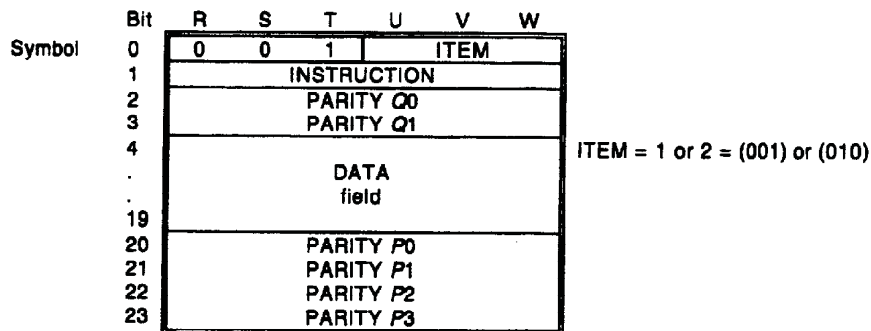 Bit R S T U V W
Symbol 0 0 0 1 ITEM
1 INSTRUCTION
2 PARITY Q0
3 PARITY Q1
4 ITEM = 1 or 2 = (001) or (010)
. DATA
. field
19
20 PARITY P0
21 PARITY P1
22 PARITY P2
23 PARITY P3